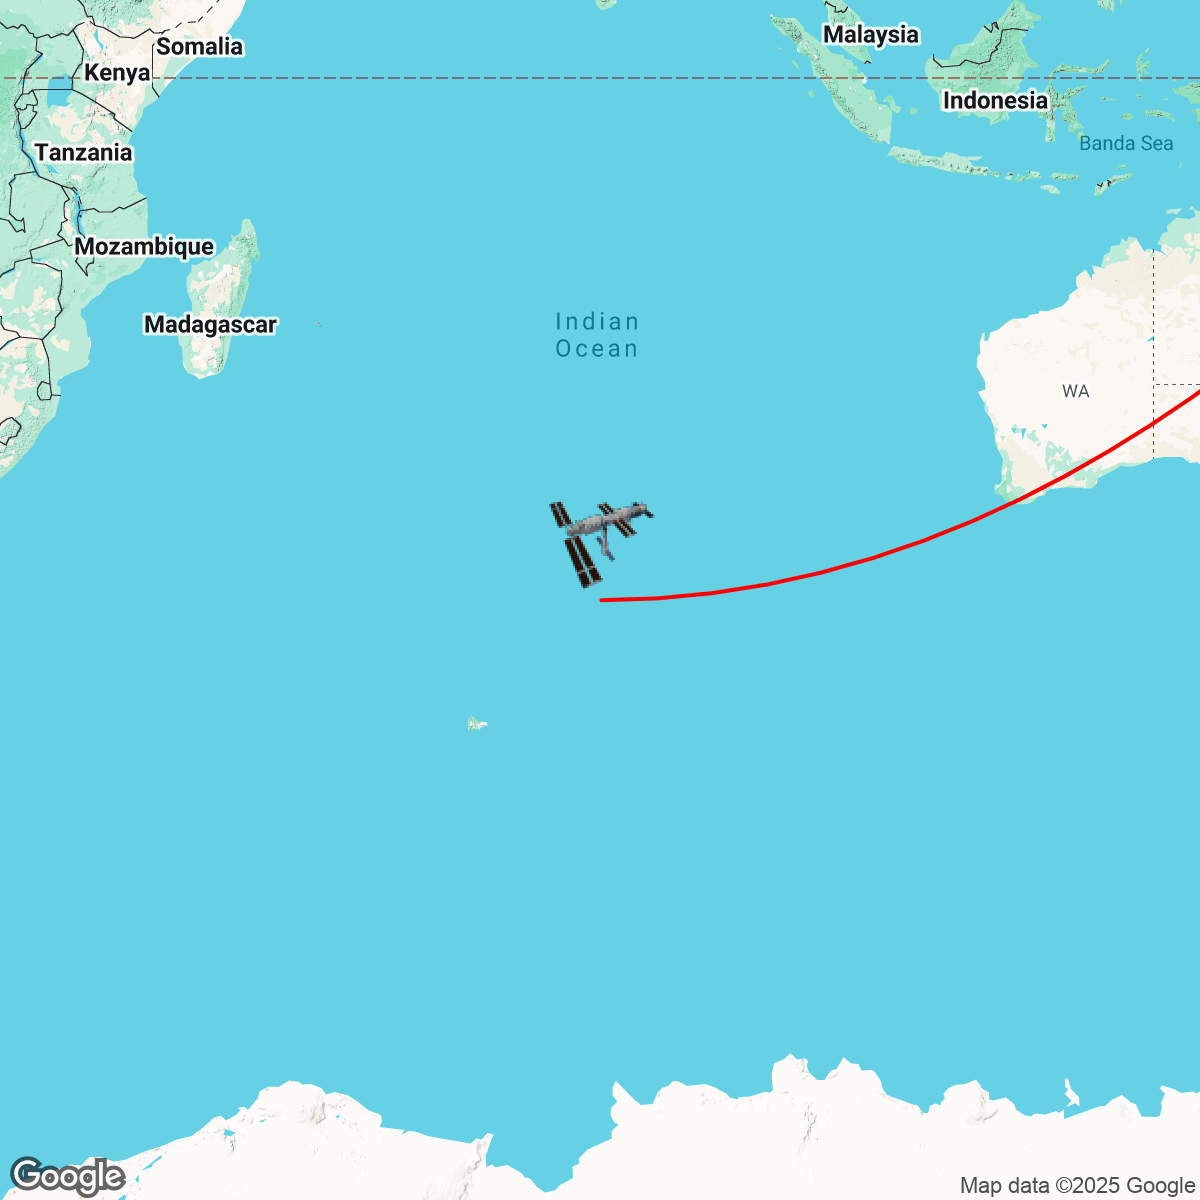 Somalia
Malaysia
Kenya
Indonesia
Banda Sea
Tanzania
Mozambique
Madagascar
Indian
Ocean
WA
Google
Map data ©2025 Google